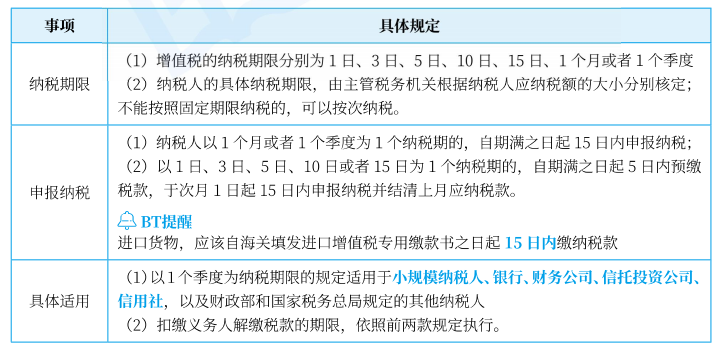 事项
具体规定
纳税期限
（1）增值税的纳税期限分别为 1 日、3 日、5 日、10 日、15 日、1 个月或者 1 个季度
（2）纳税人的具体纳税期限，由主管税务机关根据纳税人应纳税额的大小分别核定；
不能按照固定期限纳税的，可以按次纳税。
申报纳税
（1）纳税人以 1 个月或者 1 个季度为 1 个纳税期的，自期满之日起 15 日内申报纳税；
（2）以 1 日、3 日、5 日、10 日或者 15 日为 1 个纳税期的，自期满之日起 5 日内预缴
税款，于次月 1 日起 15 日内申报纳税并结清上月应纳税款。
BT提醒
进口货物，应该自海关填发进口增值税专用缴款书之日起 15 日内缴纳税款
具体适用
（1）以 1 个季度为纳税期限的规定适用于小规模纳税人、银行、财务公司、信托投资公司、
信用社，以及财政部和国家税务总局规定的其他纳税人
（2）扣缴义务人解缴税款的期限，依照前两款规定执行。